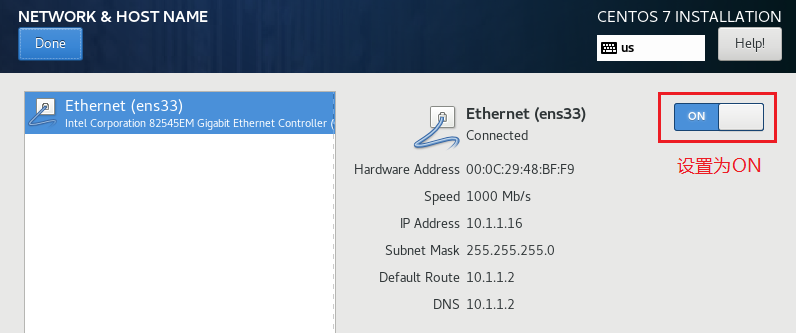 NETWORK & HOST NAME
CENTOS 7 INSTALLATION
Done
us
Help!
Ethernet (ens33)
Intel Corporation 82545EM Gigabit Ethernet Controller (
Ethernet (ens33)
Connected
ON
设置为ON
Hardware Address 00:0C:29:48:BF:F9
Speed 1000 Mb/s
IP Address 10.1.1.16
Subnet Mask 255.255.255.0
Default Route 10.1.1.2
DNS 10.1.1.2